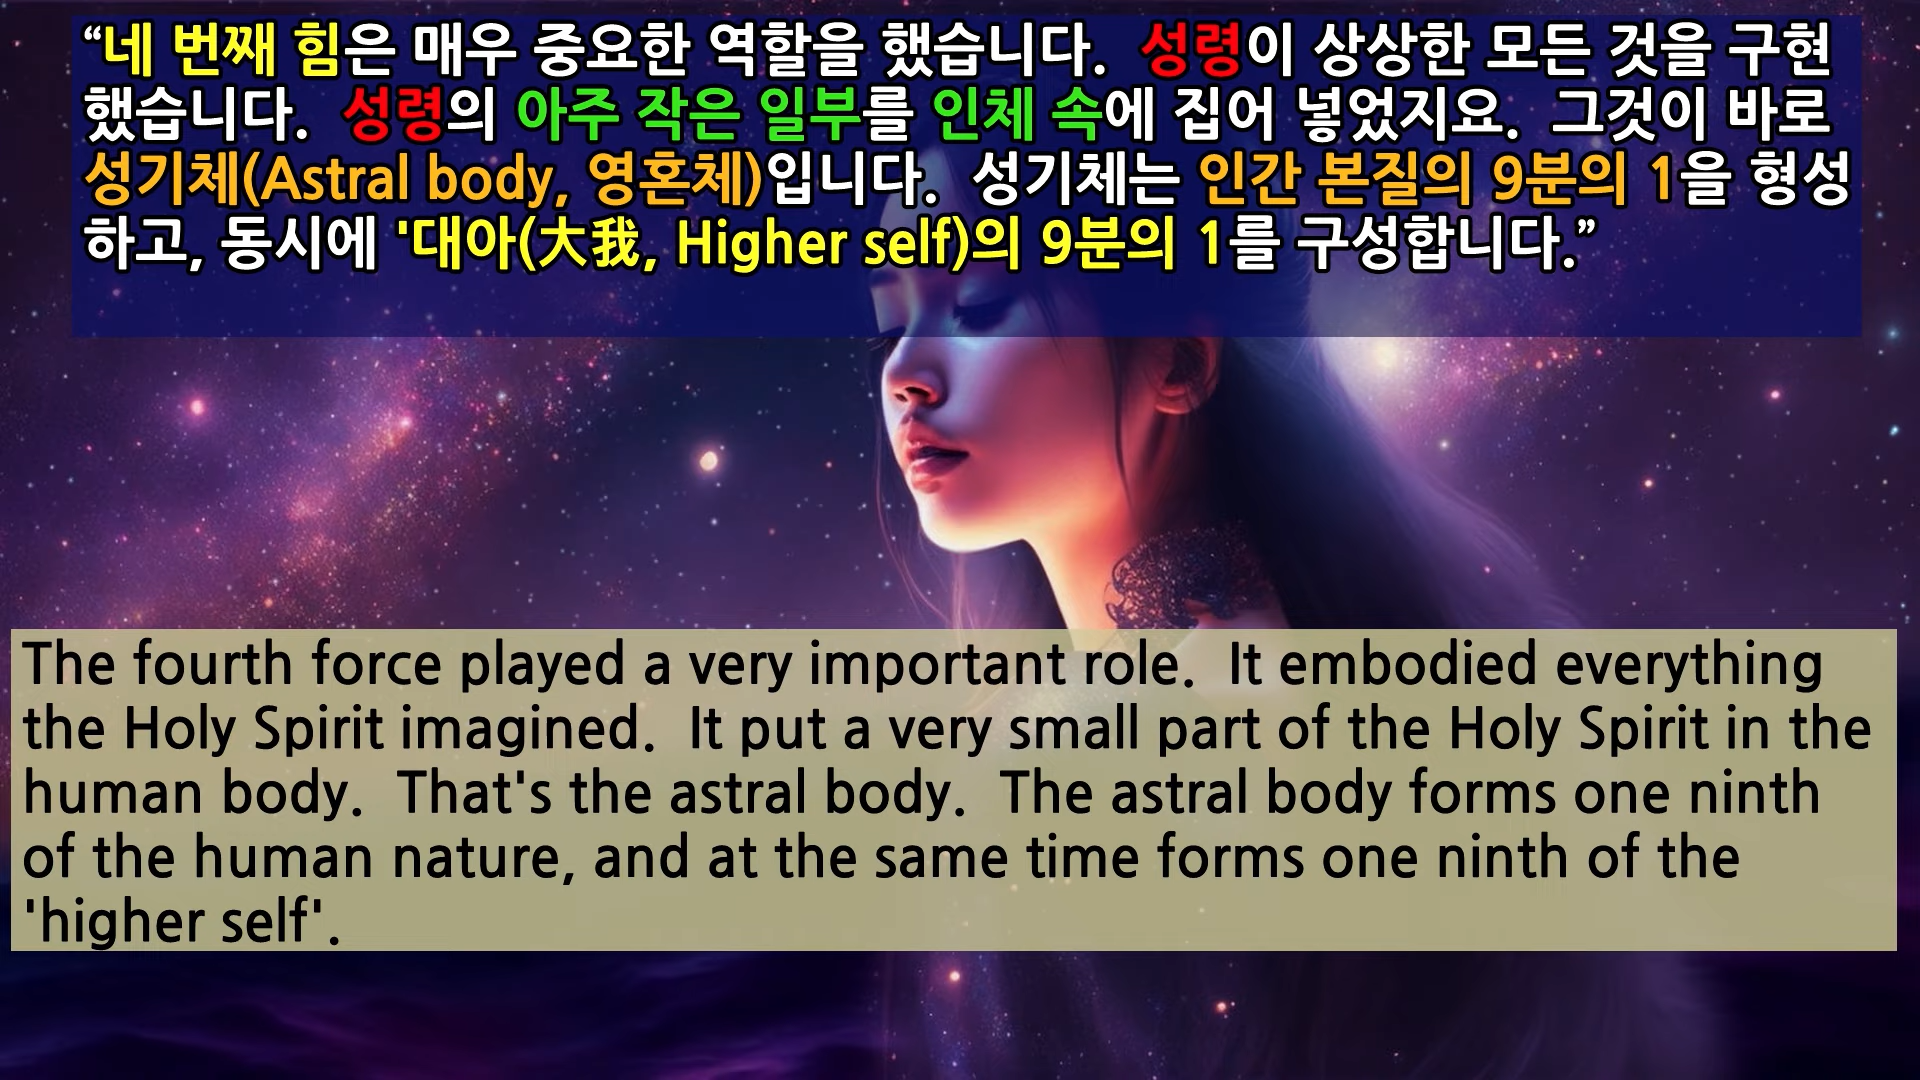 “네 번째 힘은 매우 중요한 역할을 했습니다.  성령이 상상한 모든 것을 구현
했습니다.  성령의 아주 작은 일부를 인체 속에 집어 넣었지요.  그것이 바로
성기체(Astral body, 영혼체)입니다.  성기체는 인간 본질의 9분의 1을 형성
하고, 동시에 '대아(大我, Higher self)의 9분의 1를 구성합니다.”
The fourth force played a very important role.  It embodied everything
the Holy Spirit imagined.  It put a very small part of the Holy Spirit in the
human body.  That's the astral body.  The astral body forms one ninth
of the human nature, and at the same time forms one ninth of the
'higher self'.